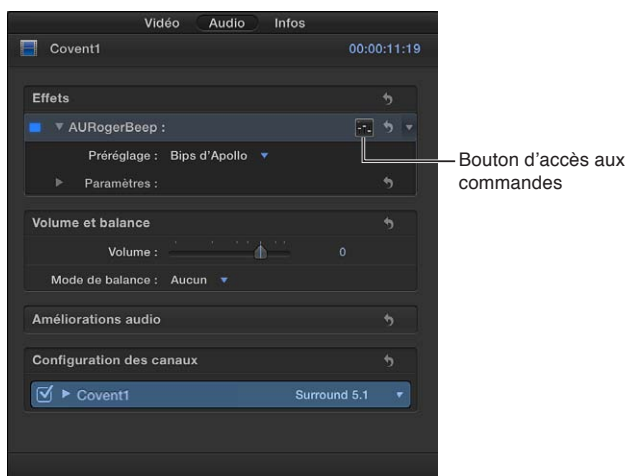 Vidéo Audio Infos
Covent1 00:00:11:19
Effets
AURogerBeep :
Préréglage : Bips d'Apollo
Paramètres :
Bouton d'accès aux
commandes
Volume et balance
Volume : 0
Mode de balance : Aucun
Améliorations audio
Configuration des canaux
Covent1 Surround 5.1